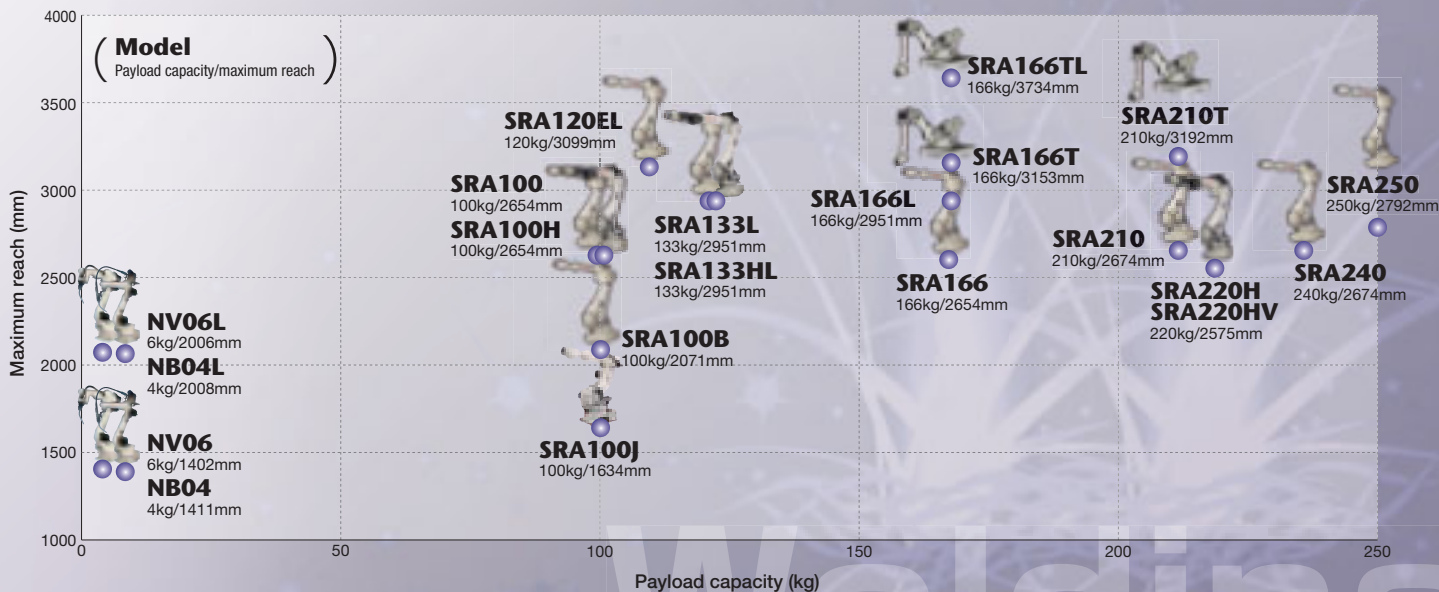 4000
3500
3000
2500
2000
1500
1000
Maximum reach (mm)
( Model
Payload capacity/maximum reach )
NV06L
6kg/2006mm
NB04L
4kg/2008mm
NV06
6kg/1402mm
NB04
4kg/1411mm
SRA120EL
120kg/3099mm
SRA100
100kg/2654mm
SRA100H
100kg/2654mm
SRA133L
133kg/2951mm
SRA133HL
133kg/2951mm
SRA100B
100kg/2071mm
SRA100J
100kg/1634mm
SRA166TL
166kg/3734mm
SRA166T
166kg/3153mm
SRA166L
166kg/2951mm
SRA166
166kg/2654mm
SRA210T
210kg/3192mm
SRA210
210kg/2674mm
SRA220H
SRA220HV
220kg/2575mm
SRA250
250kg/2792mm
SRA240
240kg/2674mm
0
50
100
150
200
250
Payload capacity (kg)